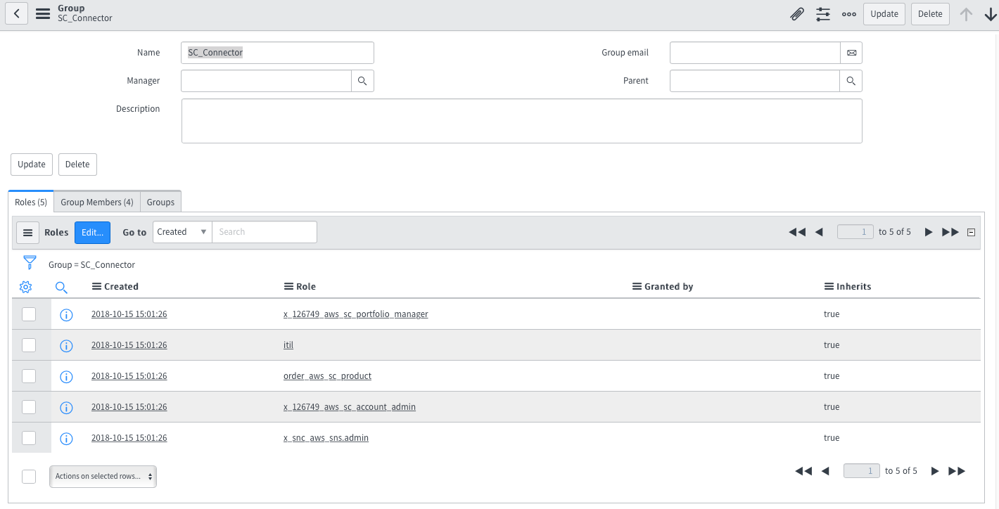 Group
SC_Connector
Update
Delete
Name
SC_Connector
Group email
Manager
Parent
Description
Update
Delete
Roles (5)
Group Members (4)
Groups
Roles
Edit...
Go to
Created
Search
1
to 5 of 5
Group = SC_Connector
Created
Role
Granted by
Inherits
2018-10-15 15:01:26
x_126749_aws_sc_portfolio_manager
true
2018-10-15 15:01:26
itil
true
2018-10-15 15:01:26
order_aws_sc_product
true
2018-10-15 15:01:26
x_126749_aws_sc_account_admin
true
2018-10-15 15:01:26
x_snc_aws_sns.admin
true
Actions on selected rows...
1
to 5 of 5